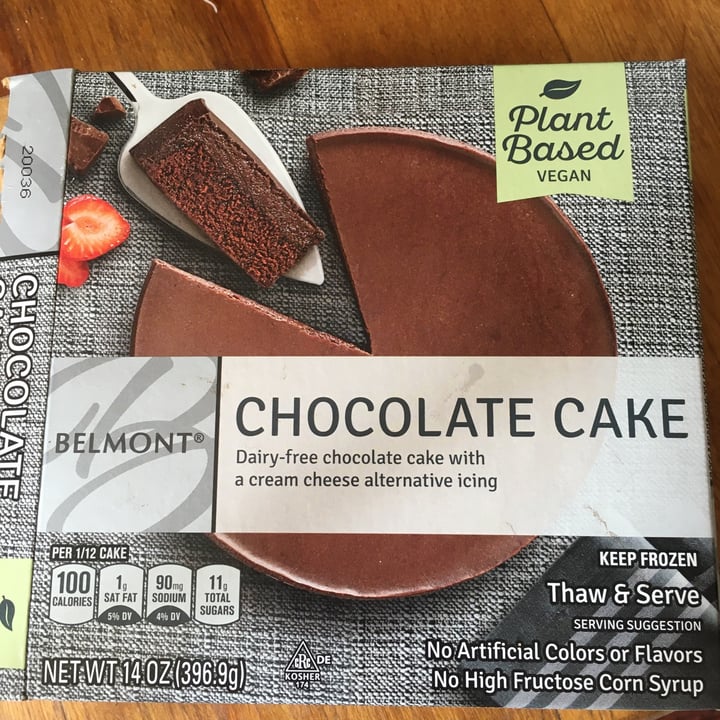 Plant
Based
VEGAN
20036
CHOCOLATE
BELMONT®
CHOCOLATE CAKE
Dairy-free chocolate cake with
a cream cheese alternative icing
PER 1/12 CAKE
100
CALORIES
1g
SAT FAT
5% DV
90mg
SODIUM
4% DV
11g
TOTAL
SUGARS
KEEP FROZEN
Thaw & Serve
SERVING SUGGESTION
No Artificial Colors or Flavors
No High Fructose Corn Syrup
NET WT 14 OZ (396.9g)
CRC
DE
KOSHER
174